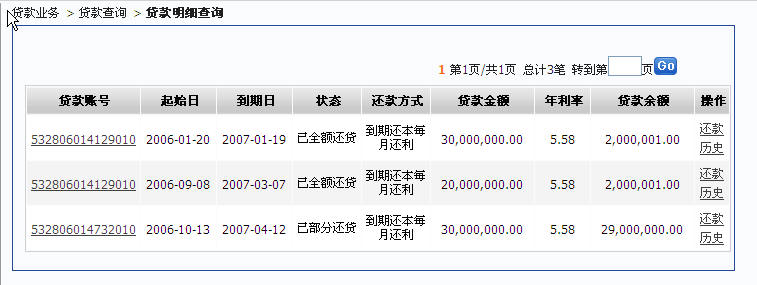 贷款业务 > 贷款查询 > 贷款明细查询
1 第1页/共1页 总计3笔 转到第 页 Go
贷款账号 起始日 到期日 状态 还款方式 贷款金额 年利率 贷款余额 操作
532806014129010 2006-01-20 2007-01-19 已全额还贷 到期还本每月还利 30,000,000.00 5.58 2,000,001.00 还款历史
532806014129010 2006-09-08 2007-03-07 已全额还贷 到期还本每月还利 20,000,000.00 5.58 2,000,001.00 还款历史
532806014732010 2006-10-13 2007-04-12 已部分还贷 到期还本每月还利 30,000,000.00 5.58 29,000,000.00 还款历史